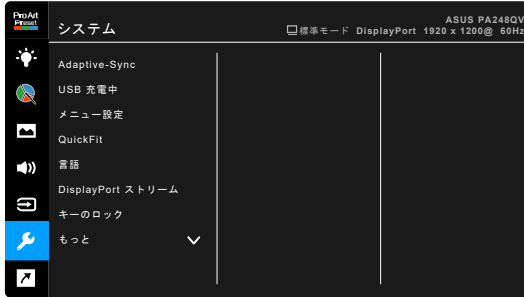 ProArt
Preset
システム
ASUS PA248QV
標準モード DisplayPort 1920 x 1200@ 60Hz
Adaptive-Sync
USB 充電中
メニュー設定
QuickFit
言語
DisplayPort ストリーム
キーのロック
もっと